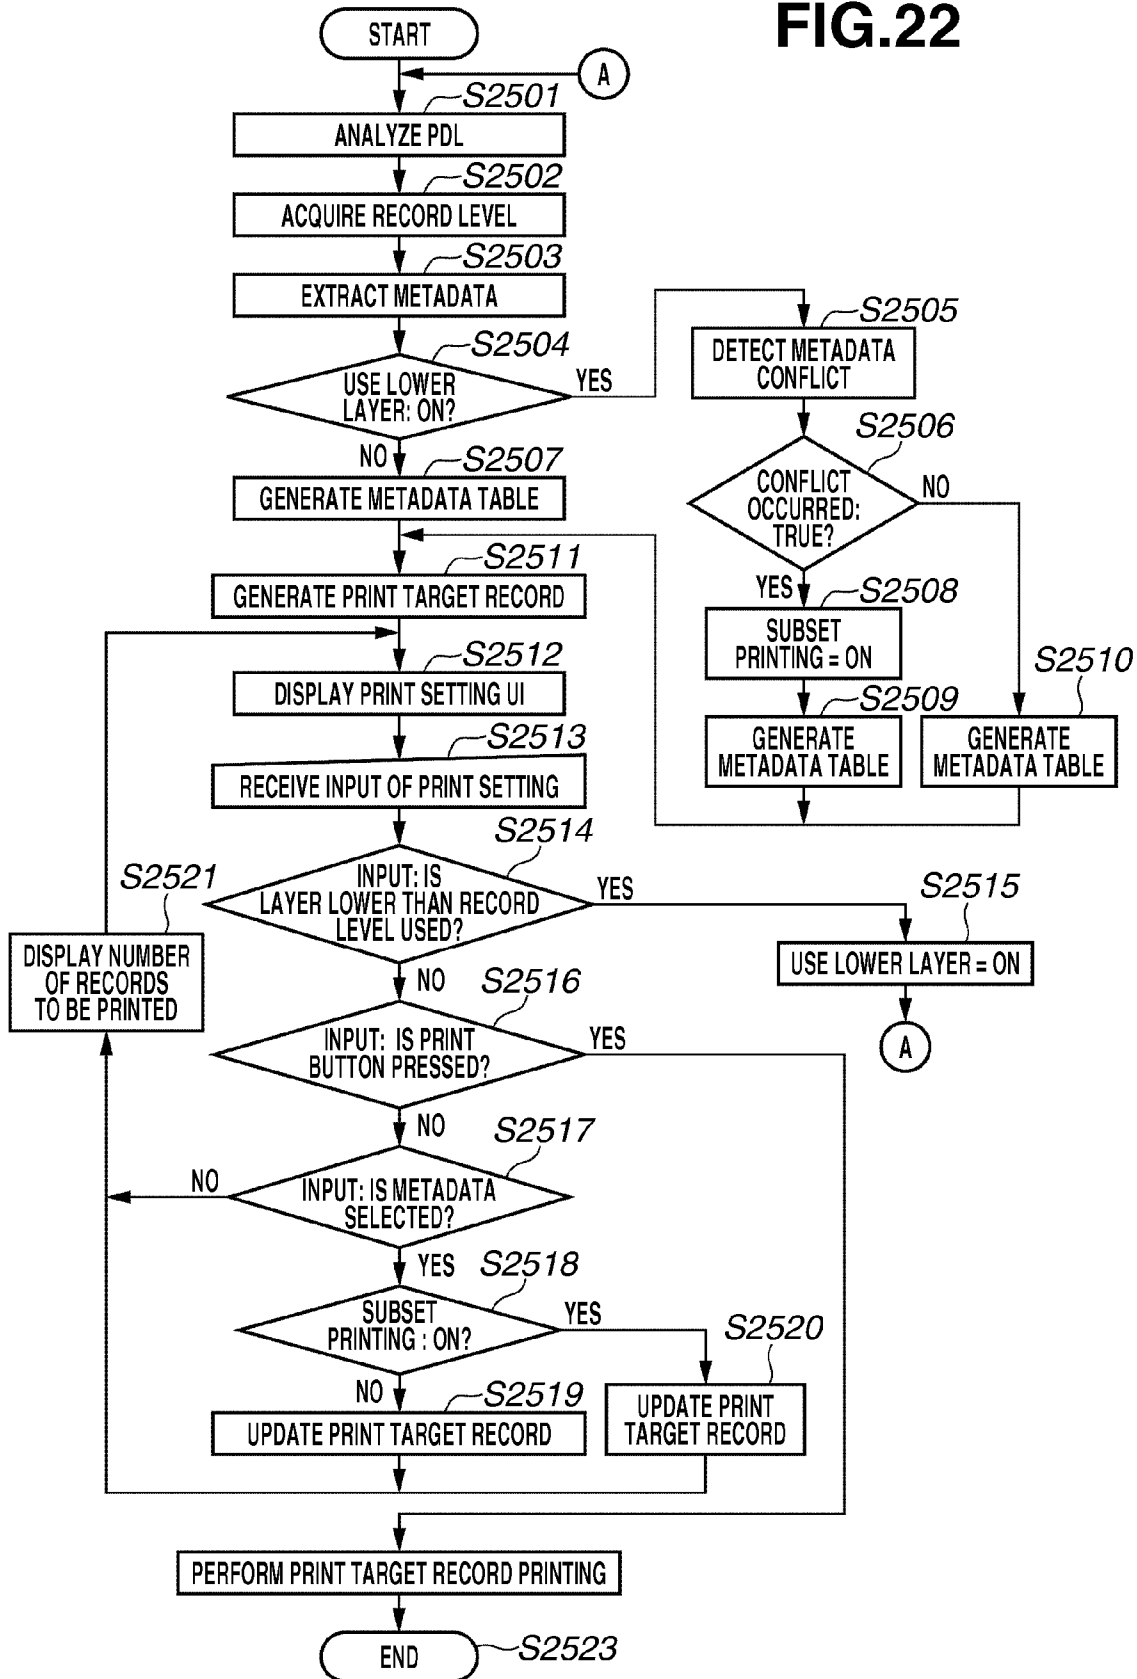 FIG.22
START
A
S2501
ANALYZE PDL
S2502
ACQUIRE RECORD LEVEL
S2503
EXTRACT METADATA
S2504
USE LOWER
LAYER: ON?
YES
NO
S2505
DETECT METADATA
CONFLICT
S2506
CONFLICT
OCCURRED:
TRUE?
NO
YES
S2507
GENERATE METADATA TABLE
S2508
SUBSET
PRINTING = ON
S2509
GENERATE
METADATA TABLE
S2510
GENERATE
METADATA TABLE
S2511
GENERATE PRINT TARGET RECORD
S2512
DISPLAY PRINT SETTING UI
S2513
RECEIVE INPUT OF PRINT SETTING
S2514
INPUT: IS
LAYER LOWER THAN RECORD
LEVEL USED?
YES
NO
S2515
USE LOWER LAYER = ON
A
S2516
INPUT: IS PRINT
BUTTON PRESSED?
YES
NO
S2517
INPUT: IS METADATA
SELECTED?
NO
YES
S2518
SUBSET
PRINTING : ON?
YES
NO
S2519
UPDATE PRINT TARGET RECORD
S2520
UPDATE PRINT
TARGET RECORD
S2521
DISPLAY NUMBER
OF RECORDS
TO BE PRINTED
PERFORM PRINT TARGET RECORD PRINTING
END
S2523